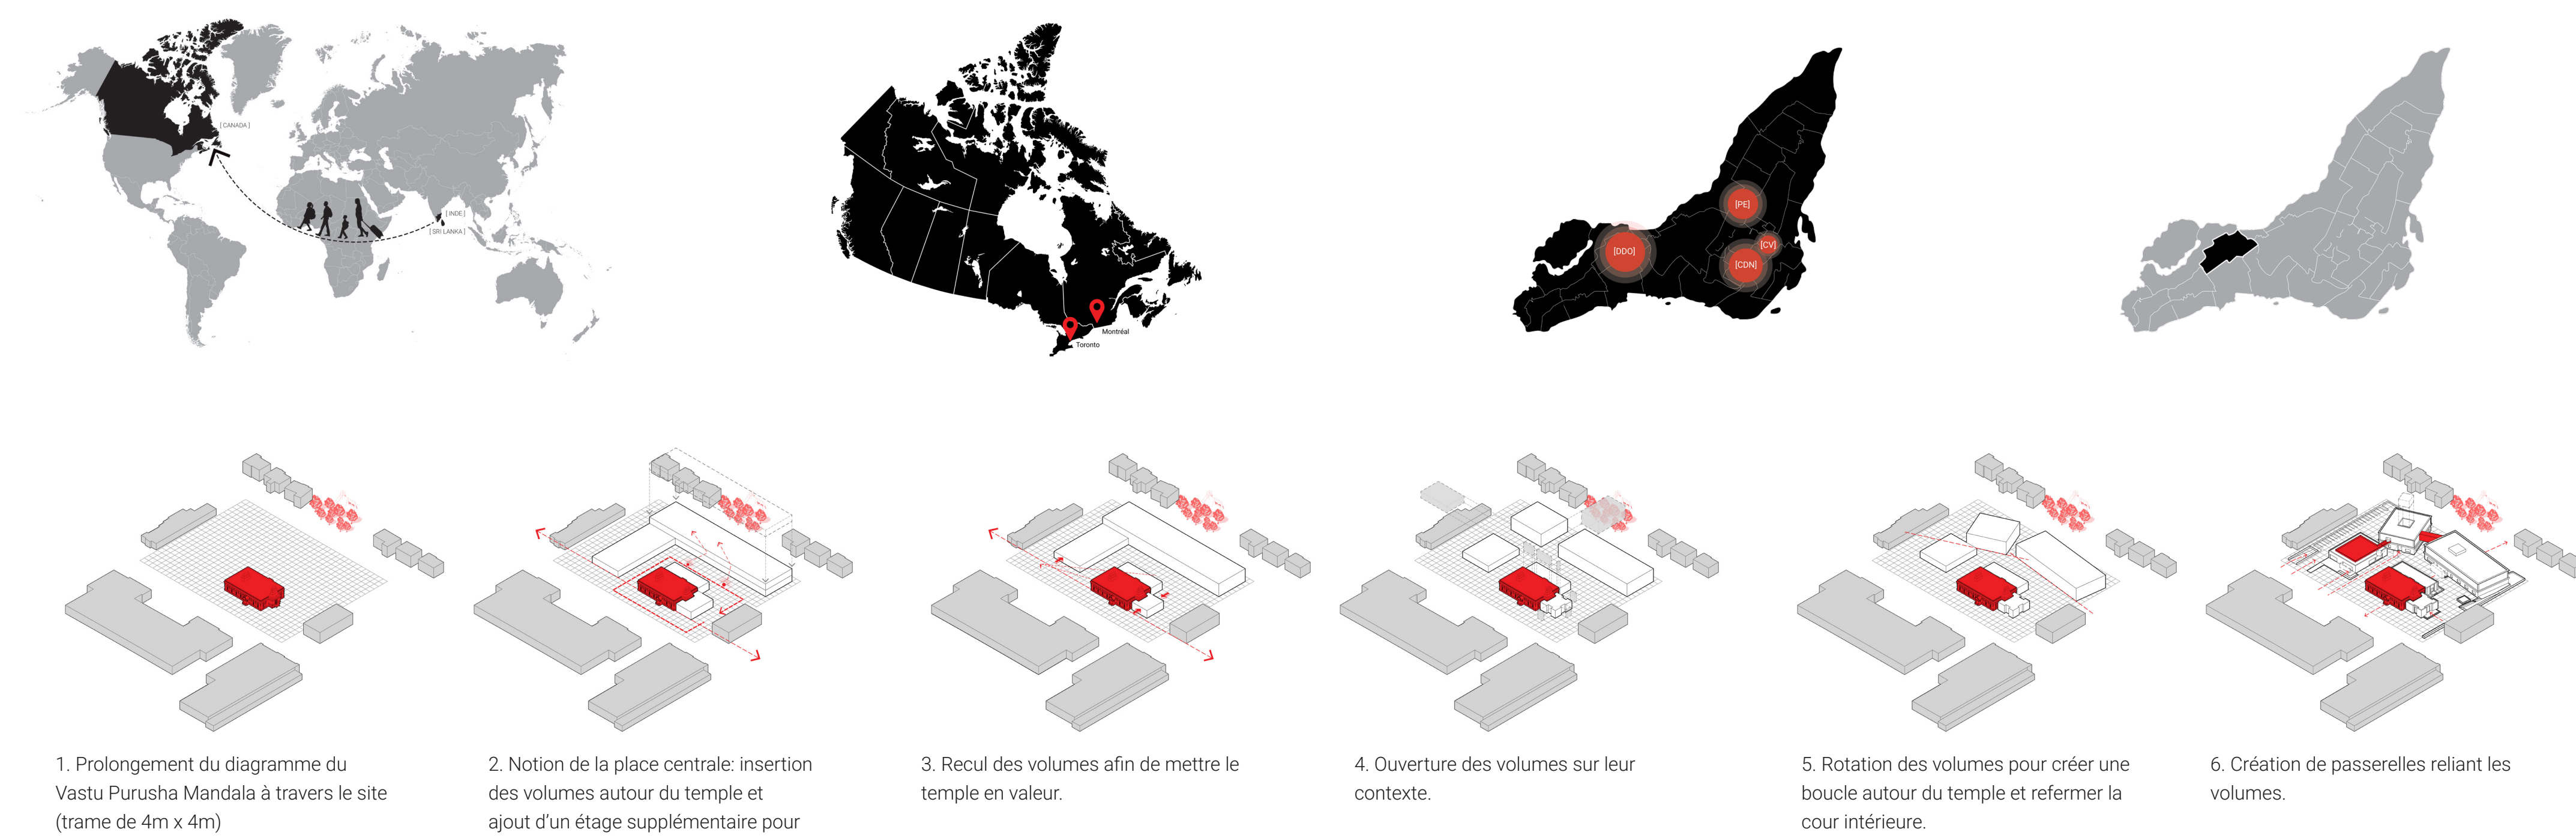 [ CANADA ]
[ INDE ]
[ SRI LANKA ]
Montréal
Toronto
[PE]
[CV]
[DDO]
[CDN]
1. Prolongement du diagramme du
Vastu Purusha Mandala à travers le site
(trame de 4m x 4m)
2. Notion de la place centrale: insertion
des volumes autour du temple et
ajout d’un étage supplémentaire pour
3. Recul des volumes afin de mettre le
temple en valeur.
4. Ouverture des volumes sur leur
contexte.
5. Rotation des volumes pour créer une
boucle autour du temple et refermer la
cour intérieure.
6. Création de passerelles reliant les
volumes.